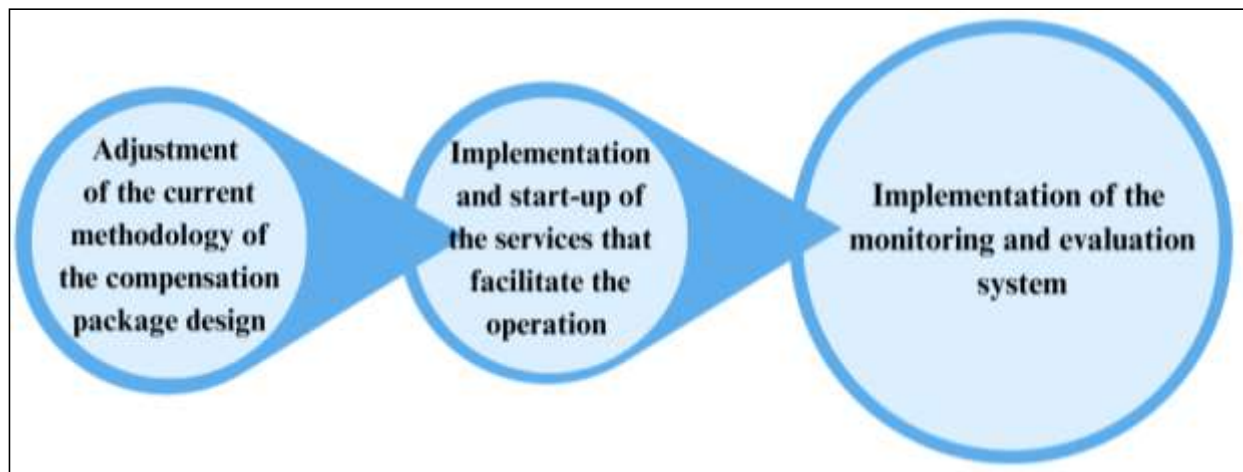 Adjustment
of the current
methodology of
the compensation
package design
Implementation
and start-up of
the services that
facilitate the
operation
Implementation of the
monitoring and evaluation
system